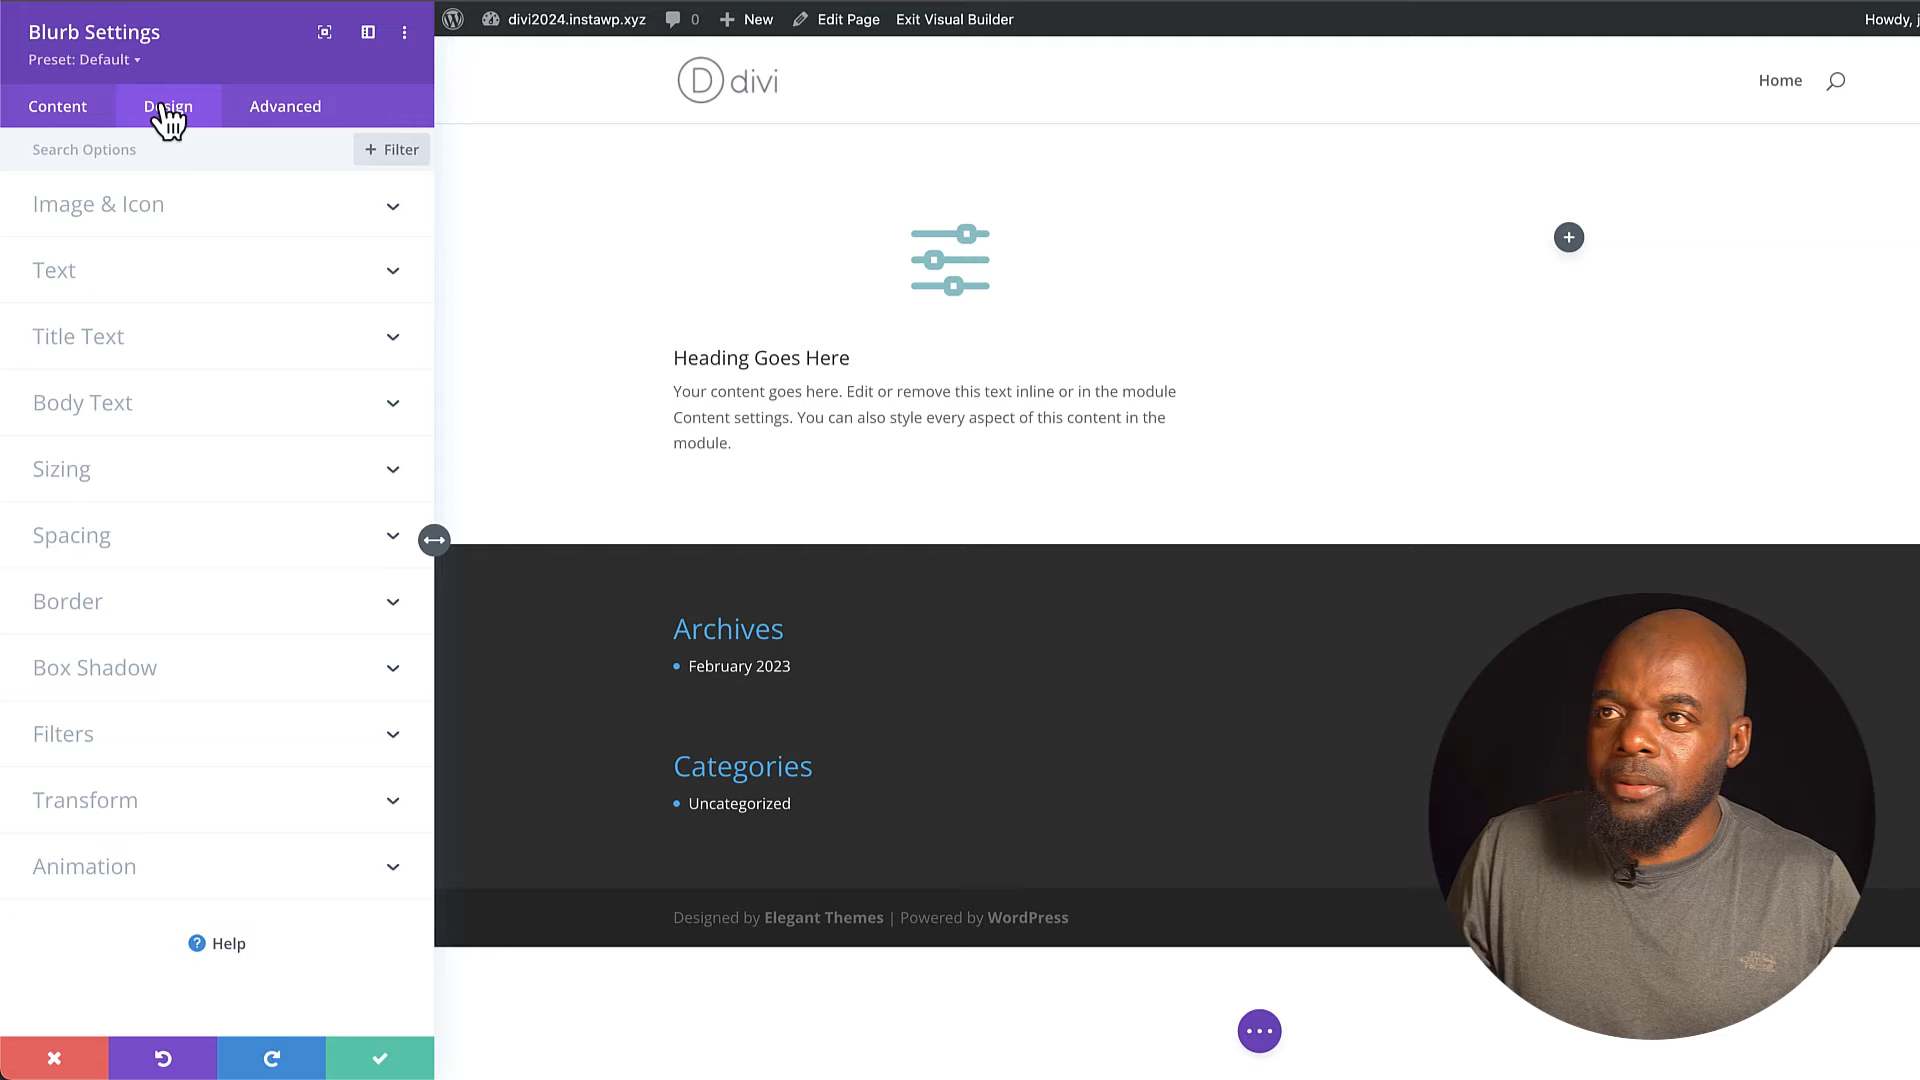 Blurb Settings
Preset: Default
Content
Design
Advanced
Search Options
+ Filter
Image & Icon
Text
Title Text
Body Text
Sizing
Spacing
Border
Box Shadow
Filters
Transform
Animation
? Help
divi2024.instawp.xyz
0
New
Edit Page
Exit Visual Builder
Howdy, j
D divi
Home
Heading Goes Here
Your content goes here. Edit or remove this text inline or in the module
Content settings. You can also style every aspect of this content in the
module.
Archives
February 2023
Categories
Uncategorized
Designed by Elegant Themes | Powered by WordPress